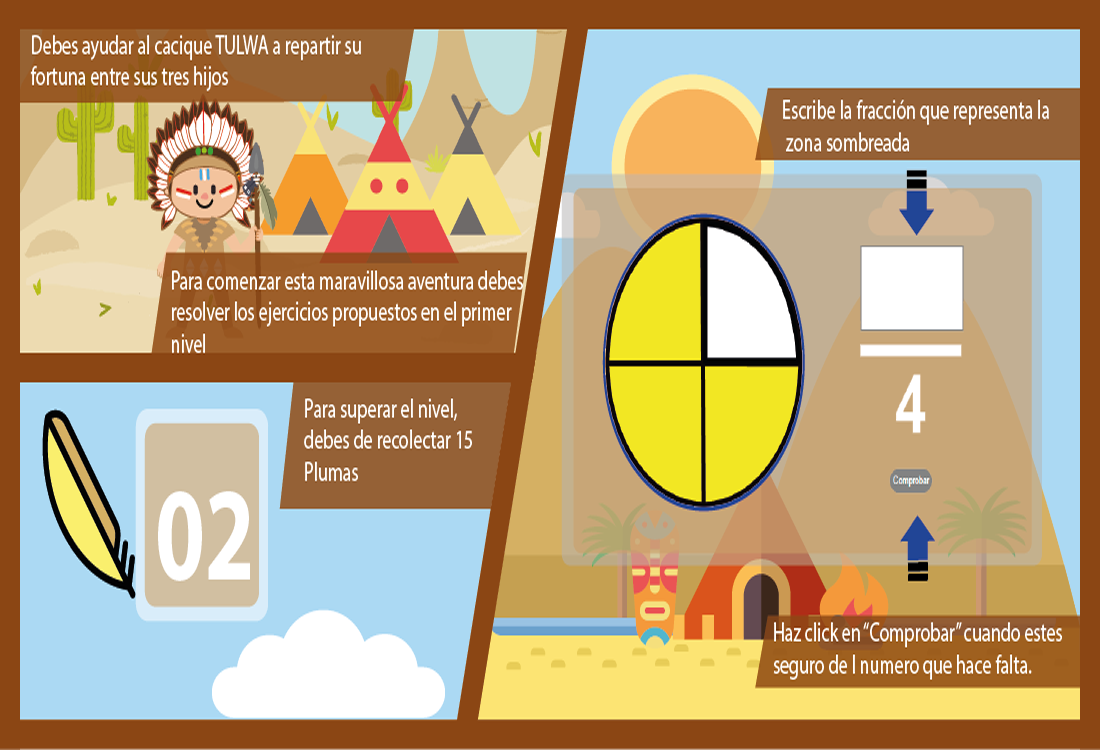 Debes ayudar al cacique TULWA a repartir su
fortuna entre sus tres hijos
Para comenzar esta maravillosa aventura debes
resolver los ejercicios propuestos en el primer
nivel
Para superar el nivel,
debes de recolectar 15
Plumas
02
Escribe la fracción que representa la
zona sombreada
4
Comprobar
Haz click en “Comprobar” cuando estes
seguro de l numero que hace falta.